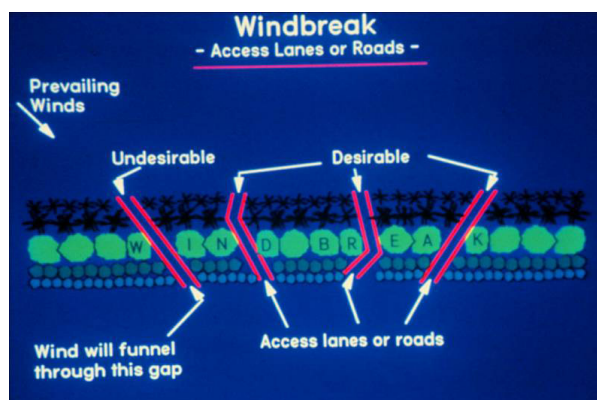 Windbreak
- Access Lanes or Roads -
Prevailing
Winds
Undesirable
Desirable
W I N D B R E A K
Wind will funnel
through this gap
Access lanes or roads